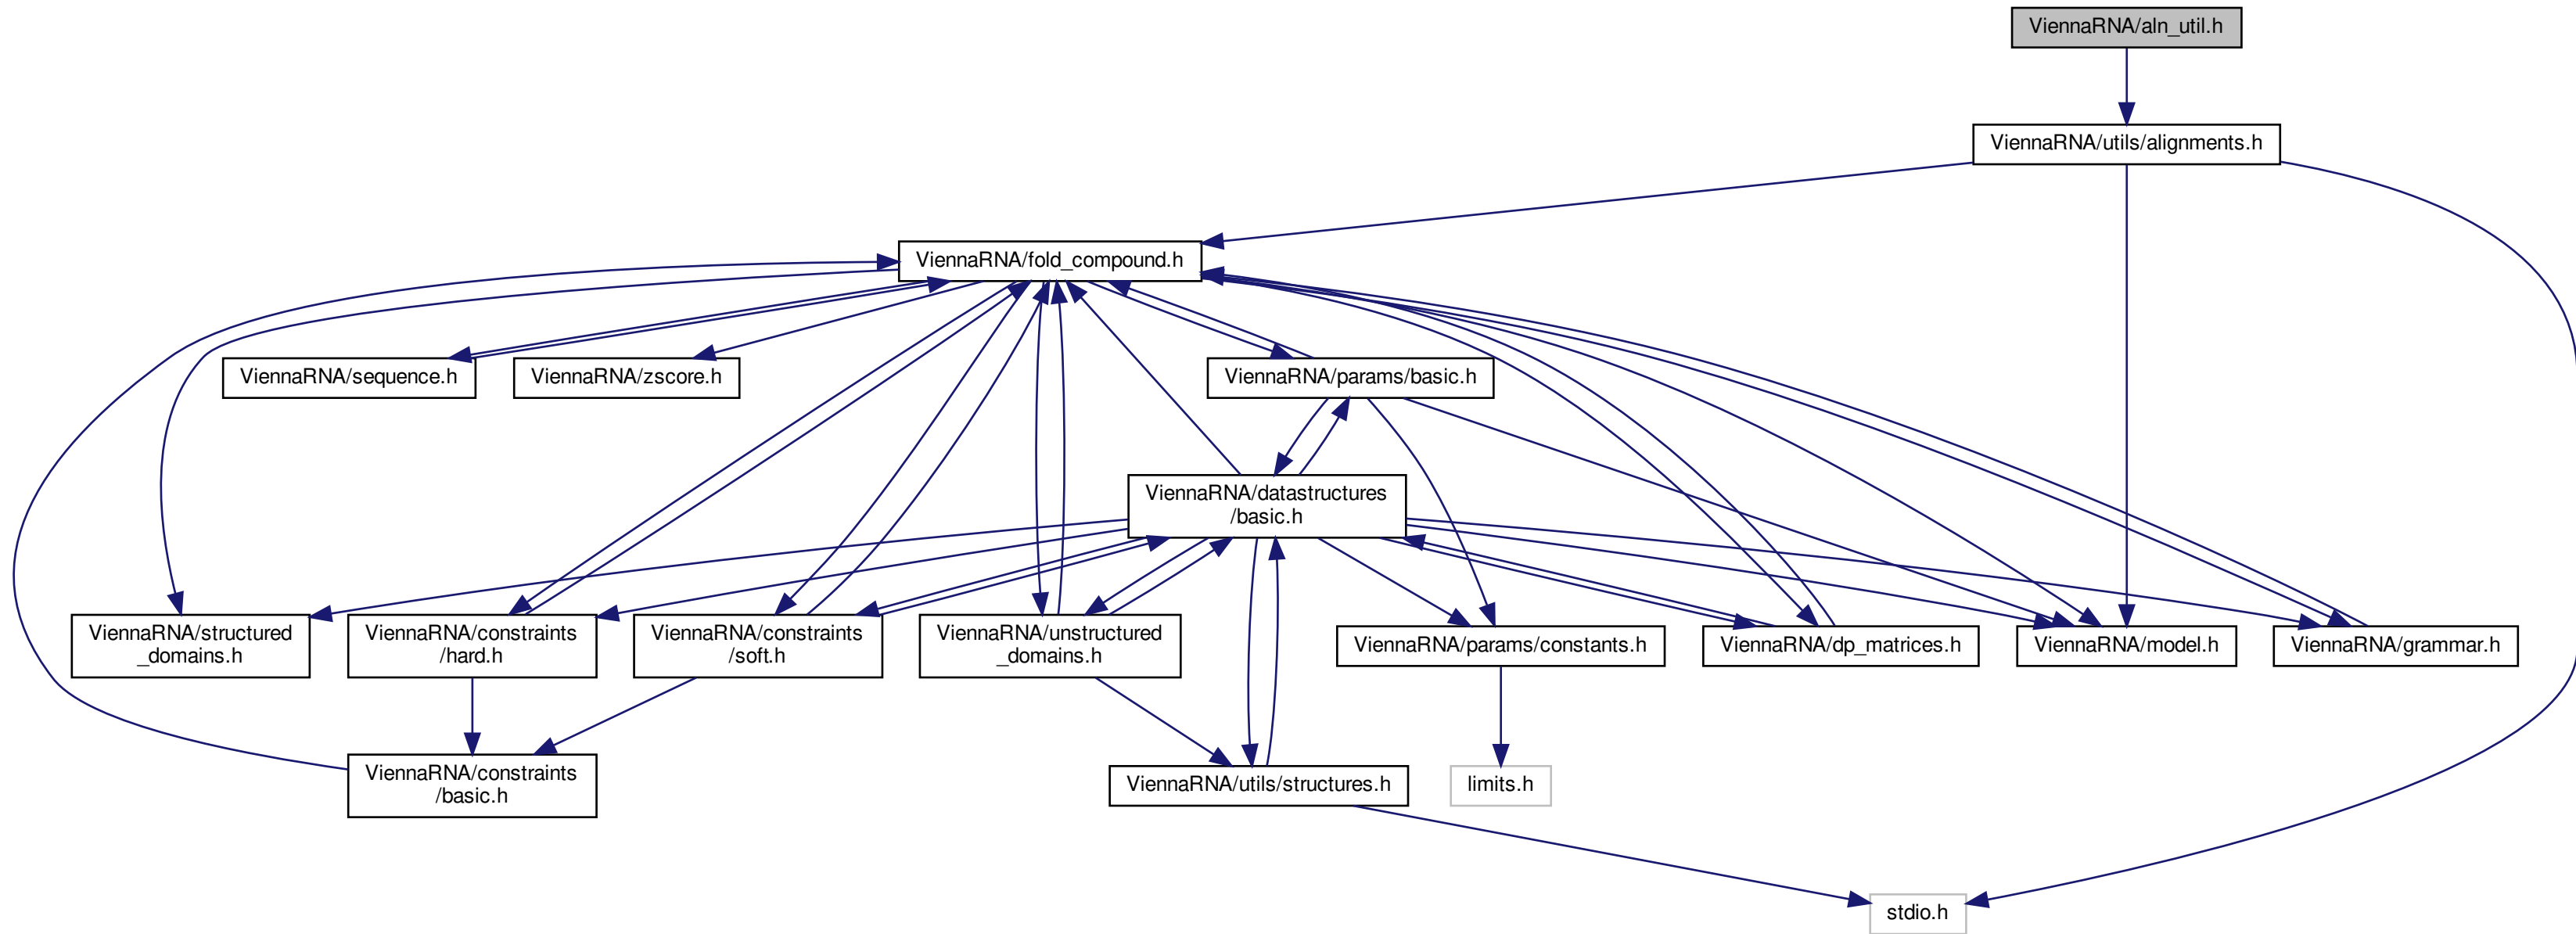 ViennaRNA/aln_util.h
ViennaRNA/utils/alignments.h
ViennaRNA/fold_compound.h
ViennaRNA/sequence.h
ViennaRNA/zscore.h
ViennaRNA/params/basic.h
ViennaRNA/datastructures
/basic.h
ViennaRNA/structured
_domains.h
ViennaRNA/constraints
/hard.h
ViennaRNA/constraints
/soft.h
ViennaRNA/unstructured
_domains.h
ViennaRNA/params/constants.h
ViennaRNA/dp_matrices.h
ViennaRNA/model.h
ViennaRNA/grammar.h
ViennaRNA/constraints
/basic.h
ViennaRNA/utils/structures.h
limits.h
stdio.h